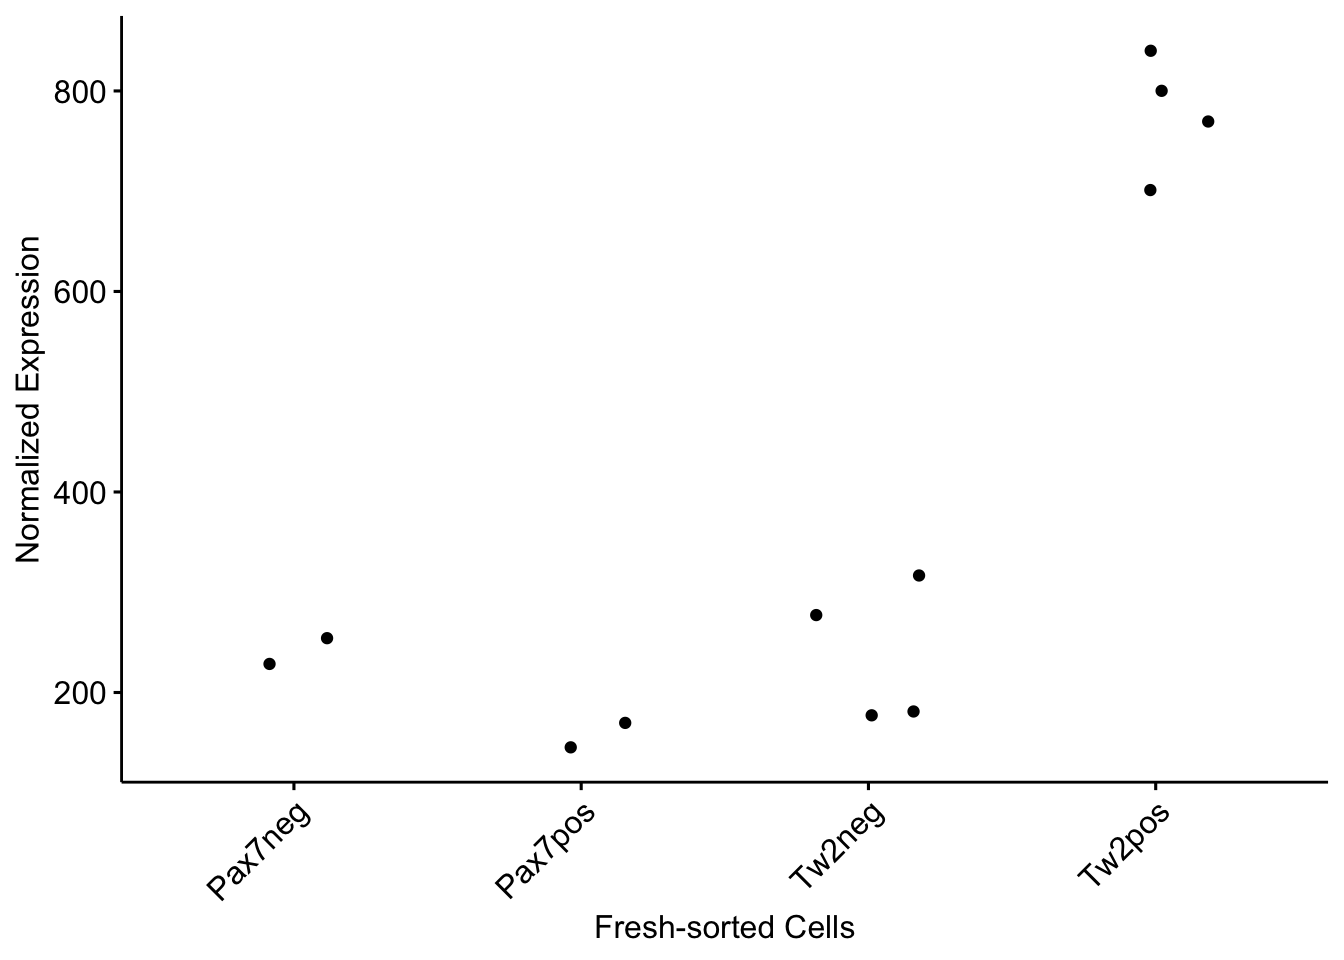 Normalized Expression
800
600
400
200
Pax7neg
Pax7pos
Tw2neg
Tw2pos
Fresh-sorted Cells